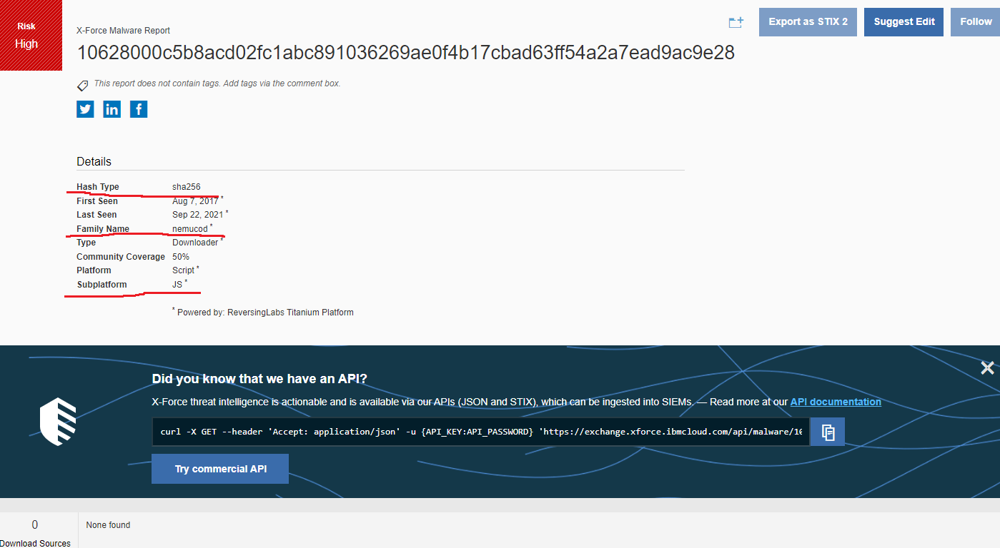 Risk
High
X-Force Malware Report
10628000c5b8acd02fc1abc891036269ae0f4b17cbad63ff54a2a7ead9ac9e28
Export as STIX 2
Suggest Edit
Follow
This report does not contain tags. Add tags via the comment box.
Details
Hash Type sha256
First Seen Aug 7, 2017 *
Last Seen Sep 22, 2021 *
Family Name nemucod *
Type Downloader *
Community Coverage 50%
Platform Script *
Subplatform JS *
* Powered by: ReversingLabs Titanium Platform
Did you know that we have an API?
X-Force threat intelligence is actionable and is available via our APIs (JSON and STIX), which can be ingested into SIEMs. — Read more at our API documentation
curl -X GET --header 'Accept: application/json' -u {API_KEY:API_PASSWORD} 'https://exchange.xforce.ibmcloud.com/api/malware/10
Try commercial API
0
Download Sources
None found